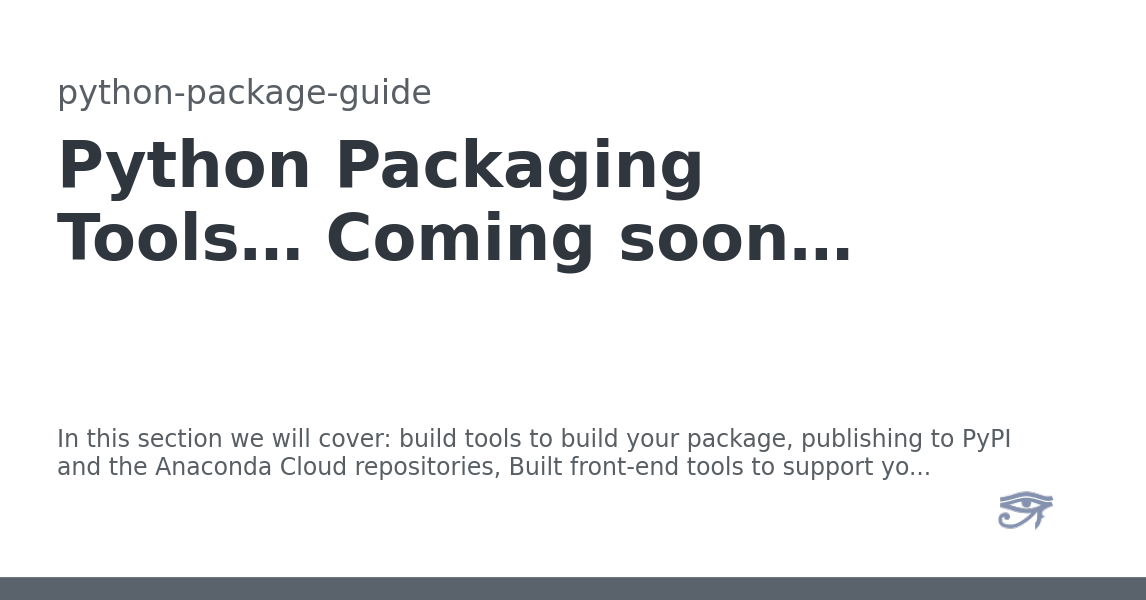 python-package-guide
Python Packaging
Tools… Coming soon…
In this section we will cover: build tools to build your package, publishing to PyPI
and the Anaconda Cloud repositories, Built front-end tools to support yo...